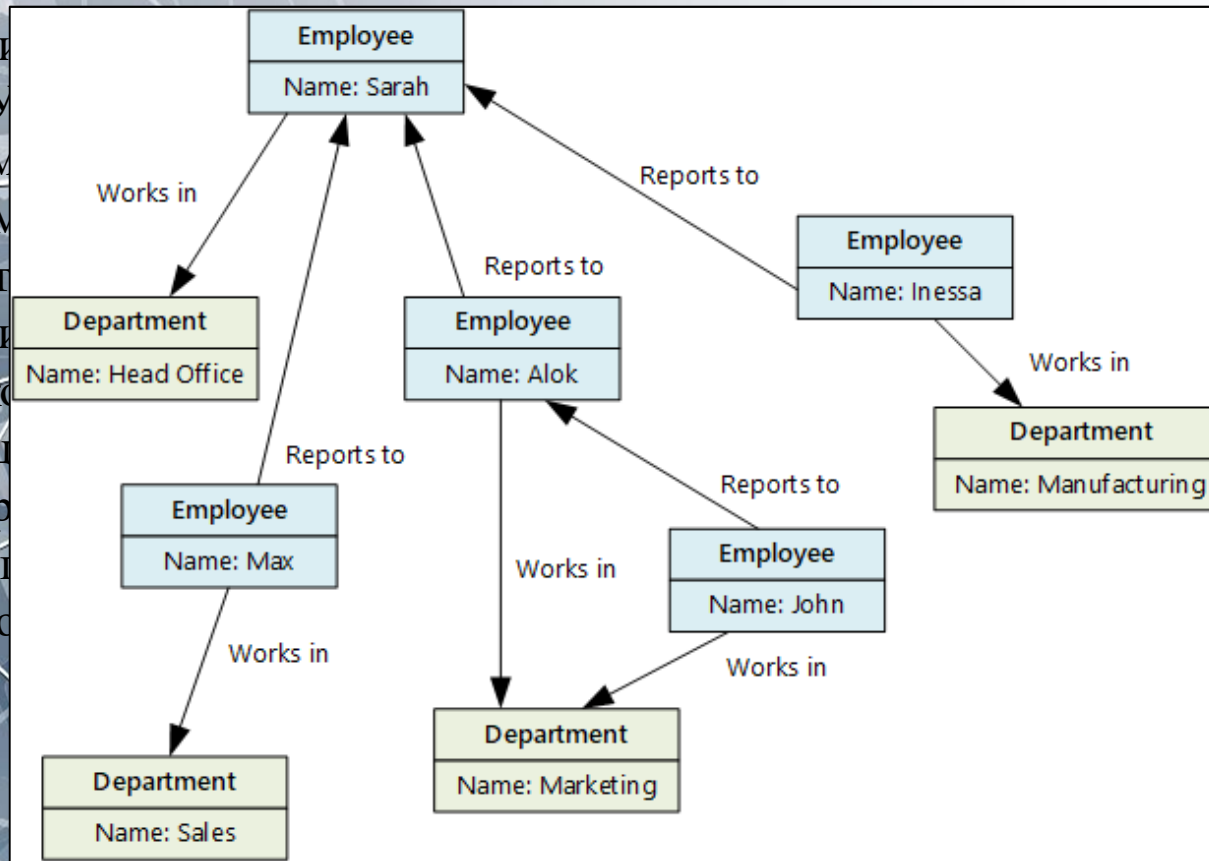 Employee
Name: Sarah
Reports to
Works in
Employee
Name: Inessa
Reports to
Department
Name: Head Office
Employee
Name: Alok
Works in
Department
Name: Manufacturing
Reports to
Employee
Name: Max
Reports to
Employee
Name: John
Works in
Works in
Works in
Department
Name: Marketing
Department
Name: Sales